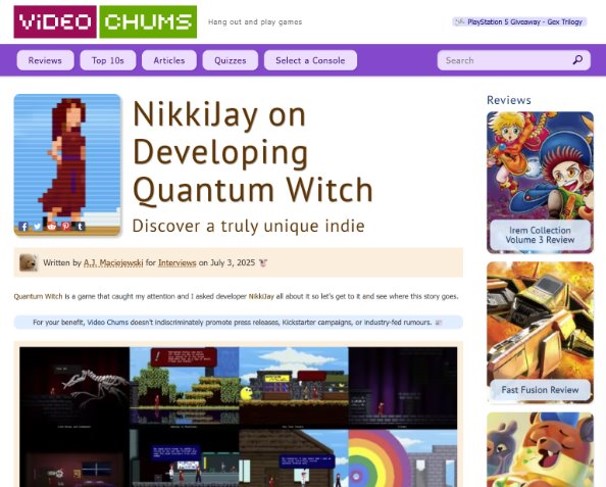 ViDEO CHUMS
Hang out and play games
PlayStation 5 Giveaway - Gex Trilogy
Reviews
Top 10s
Articles
Quizzes
Select a Console
Search
NikkiJay on
Developing
Quantum Witch
Discover a truly unique indie
Written by A.J. Maciejewski for Interviews on July 3, 2025
Quantum Witch is a game that caught my attention and I asked developer NikkiJay all about it so let's get to it and see where this story goes.
For your benefit, Video Chums doesn't indiscriminately promote press releases, Kickstarter campaigns, or industry-fed rumours.
Reviews
Irem Collection
Volume 3 Review
Fast Fusion Review